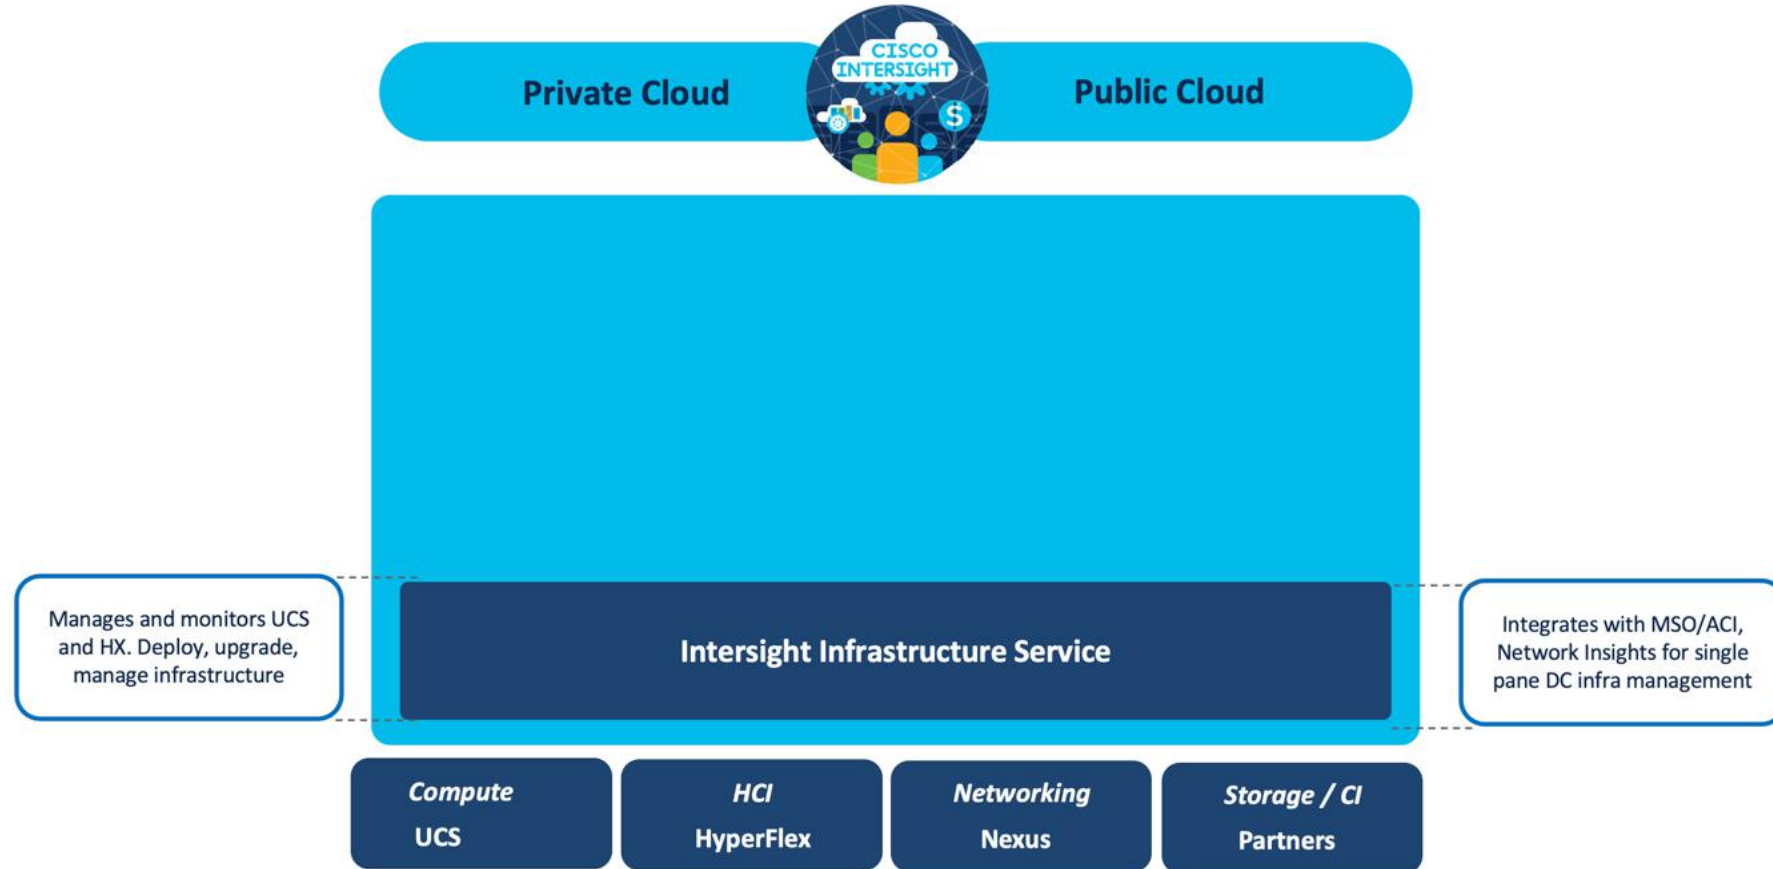 Private Cloud
CISCO
INTERSIGHT
Public Cloud
$
Manages and monitors UCS
and HX. Deploy, upgrade,
manage infrastructure
Intersight Infrastructure Service
Integrates with MSO/ACI,
Network Insights for single
pane DC infra management
Compute
UCS
HCI
HyperFlex
Networking
Nexus
Storage / CI
Partners